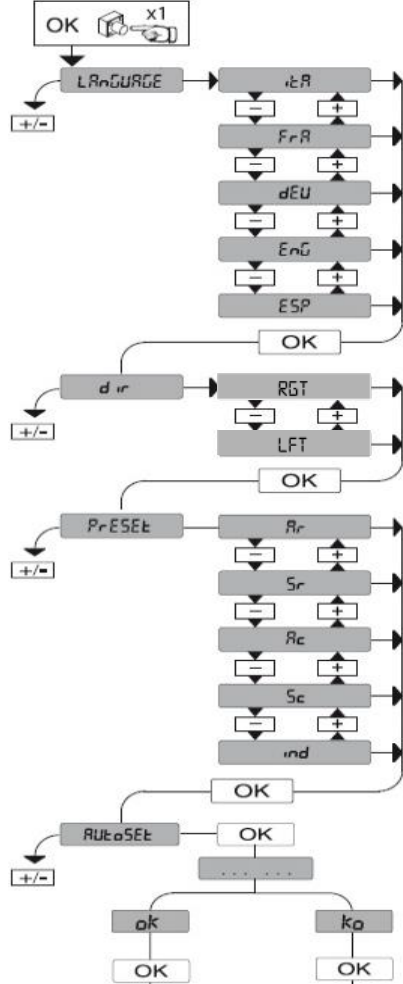 OK x1
LAnGUAGE itA
+/-
- +
FrA
- +
dEU
- +
EnG
- +
ESP
OK
dir RGT
+/-
- +
LFT
OK
PrESEt Ar
+/-
- +
Sr
- +
Ac
- +
Sc
- +
ind
OK
AUtoSEt OK
+/-
... ...
ok ko
OK OK